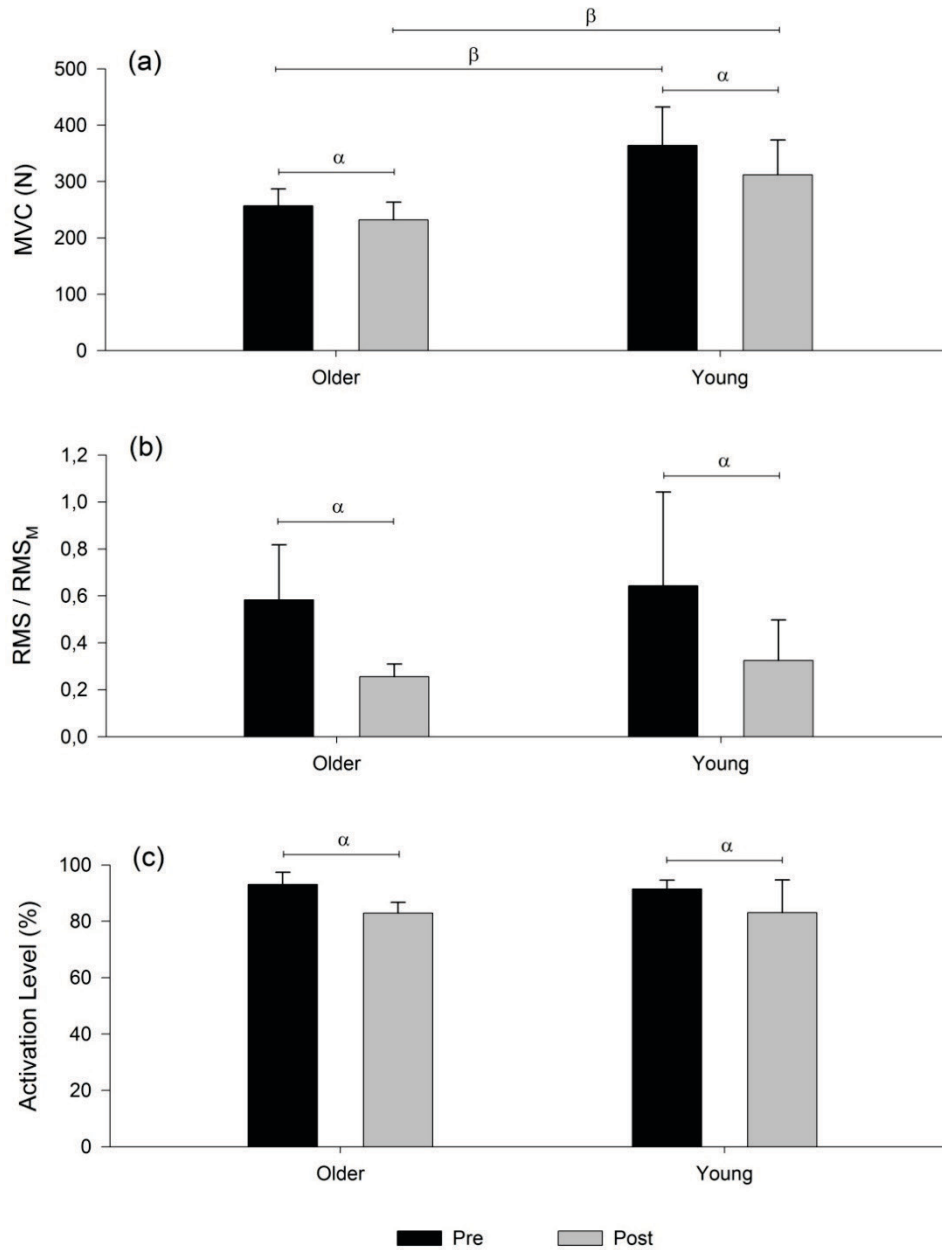 β
(a)
β
α
α
MVC (N)
500
400
300
200
100
0
Older Young
(b)
α
α
RMS / RMS_M
1,2
1,0
0,8
0,6
0,4
0,2
0,0
Older Young
(c)
α
α
Activation Level (%)
100
80
60
40
20
0
Older Young
Pre Post